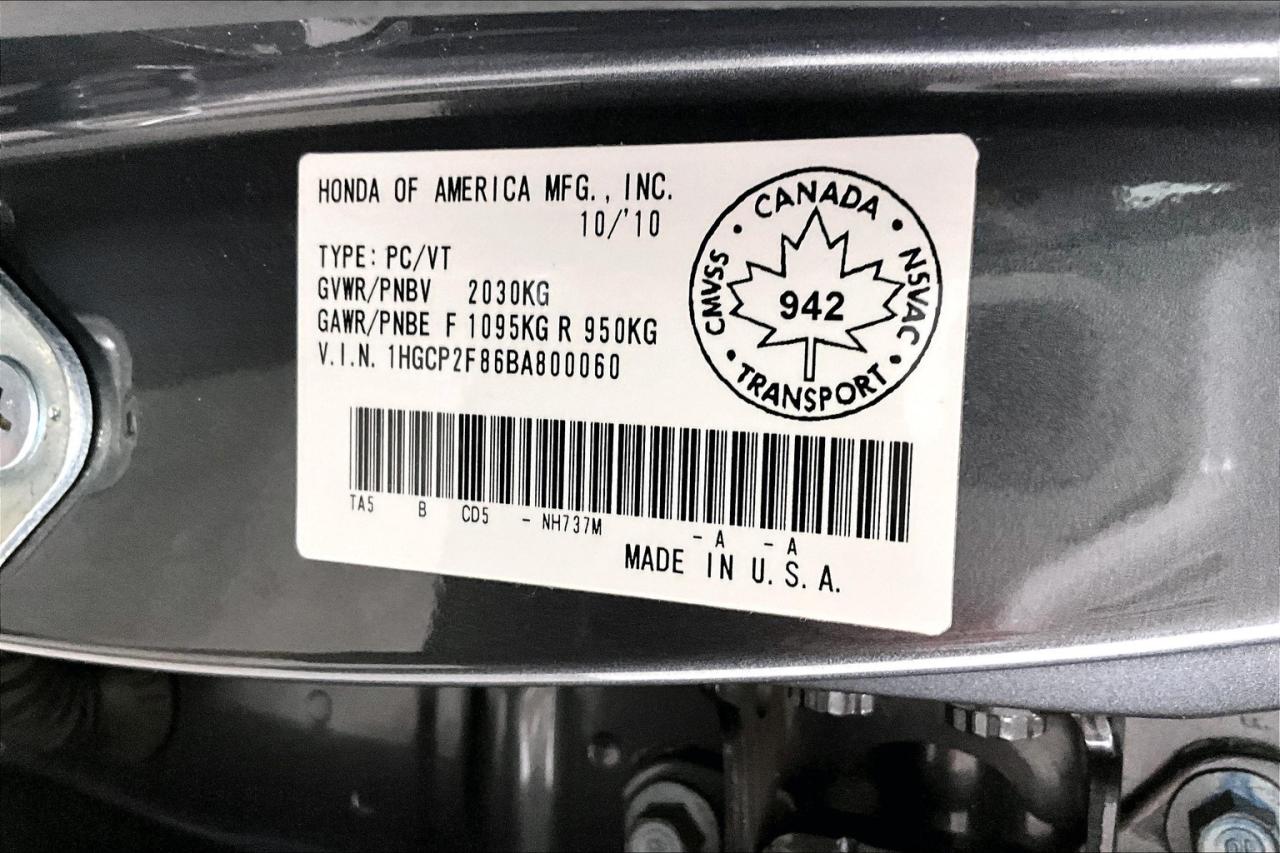 HONDA OF AMERICA MFG., INC.
10/'10
TYPE: PC/VT
GVWR/PNBV 2030KG
GAWR/PNBE F 1095KG R 950KG
V.I.N. 1HGCP2F86BA800060
CANADA
CMVSS
NSVAC
942
TRANSPORT
TA5 B CD5 - NH737M - A - A
MADE IN U.S.A.